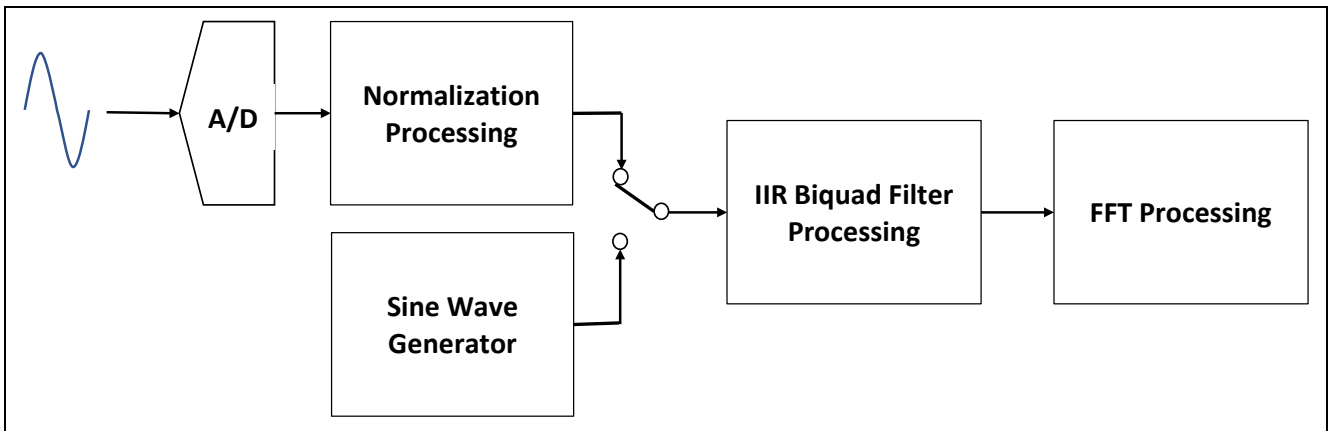 A/D
Normalization
Processing
Sine Wave
Generator
IIR Biquad Filter
Processing
FFT Processing